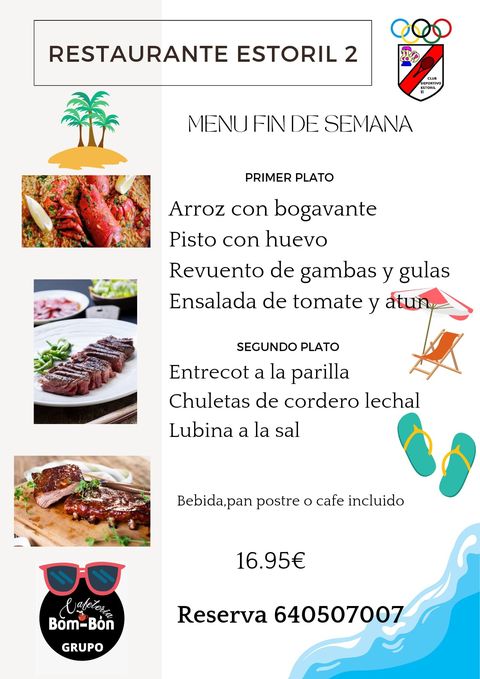 RESTAURANTE ESTORIL 2
CLUB
DEPORTIVO
ESTORIL
II
MENU FIN DE SEMANA
PRIMER PLATO
Arroz con bogavante
Pisto con huevo
Revuento de gambas y gulas
Ensalada de tomate y atun
SEGUNDO PLATO
Entrecot a la parilla
Chuletas de cordero lechal
Lubina a la sal
Bebida,pan postre o cafe incluido
16.95€
Reserva 640507007
Cafetería
Bóm-Bón
GRUPO